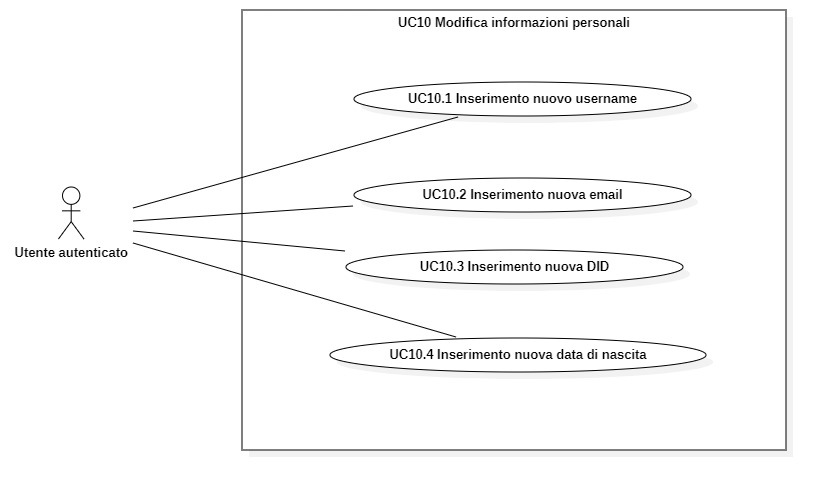 UC10 Modifica informazioni personali
UC10.1 Inserimento nuovo username
UC10.2 Inserimento nuova email
Utente autenticato
UC10.3 Inserimento nuova DID
UC10.4 Inserimento nuova data di nascita